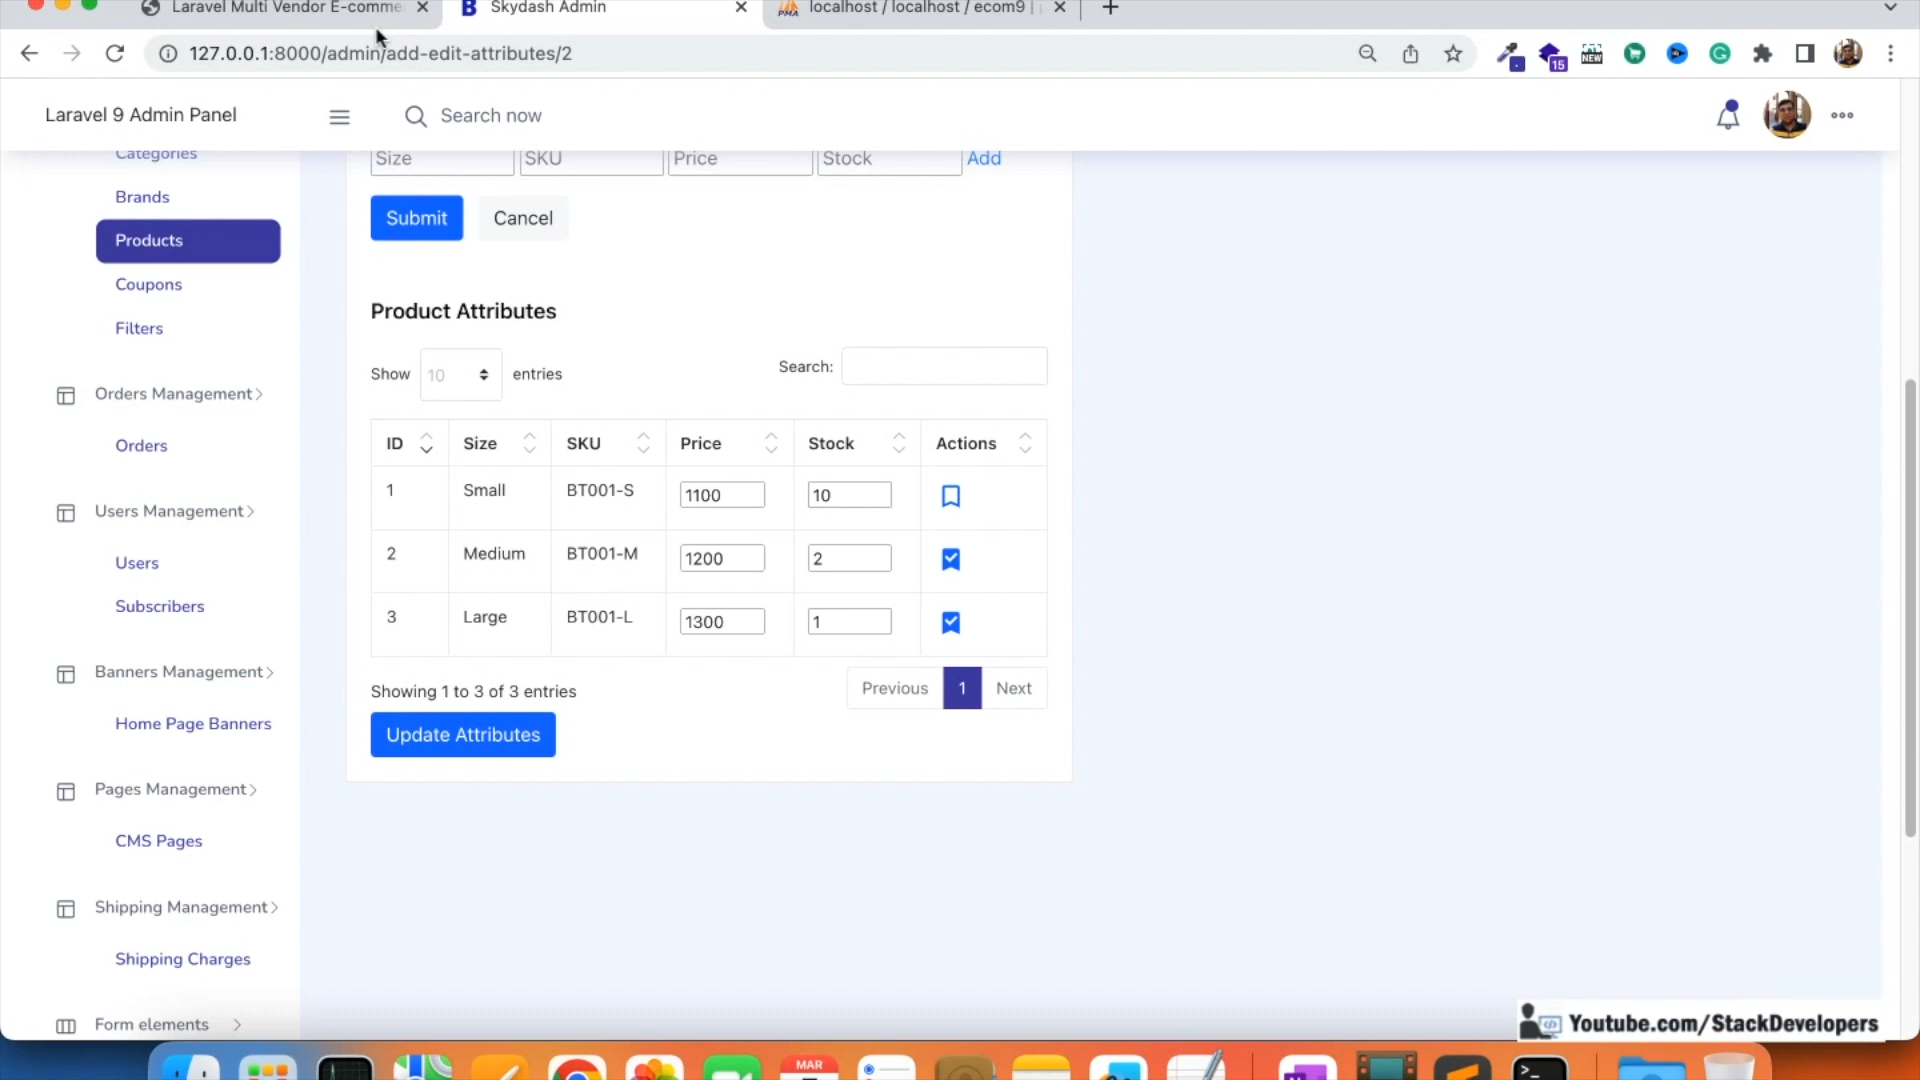 Laravel Multi Vendor E-comme
Skydash Admin
localhost / localhost / ecom9 |
127.0.0.1:8000/admin/add-edit-attributes/2
15
NEW
Laravel 9 Admin Panel
Search now
Categories
Brands
Products
Coupons
Filters
Orders Management
Orders
Users Management
Users
Subscribers
Banners Management
Home Page Banners
Pages Management
CMS Pages
Shipping Management
Shipping Charges
Form elements
Size SKU Price Stock Add
Submit Cancel
Product Attributes
Show 10 entries Search:
ID Size SKU Price Stock Actions
1 Small BT001-S 1100 10
2 Medium BT001-M 1200 2
3 Large BT001-L 1300 1
Showing 1 to 3 of 3 entries
Previous 1 Next
Update Attributes
Youtube.com/StackDevelopers
MAR